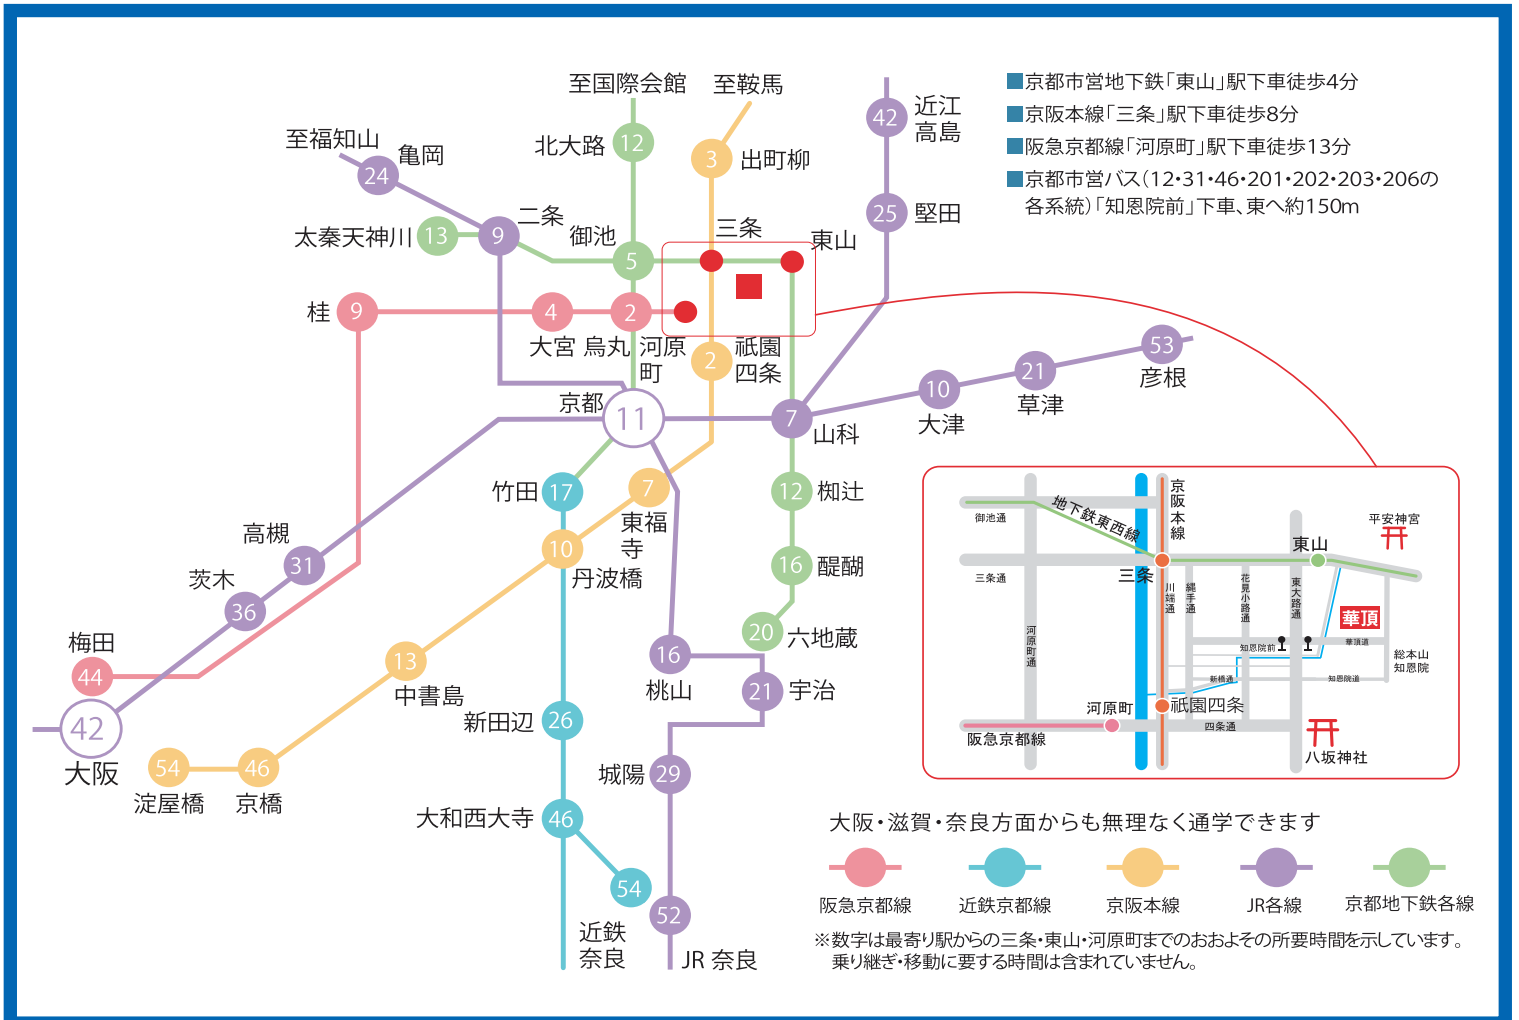 至国際会館
至鞍馬
■京都市営地下鉄「東山」駅下車徒歩4分
■京阪本線「三条」駅下車徒歩8分
■阪急京都線「河原町」駅下車徒歩13分
■京都市営バス（12・31・46・201・202・203・206の
各系統）「知恩院前」下車、東へ約150m
42
近江
高島
至福知山
亀岡
24
北大路
12
3
出町柳
25
堅田
太秦天神川
13
二条
9
御池
5
三条
東山
桂
9
4
大宮
2
烏丸
河原
町
2
祇園
四条
53
彦根
21
草津
10
大津
京都
11
7
山科
竹田
17
7
東福
寺
12
椥辻
10
丹波橋
16
醍醐
高槻
31
茨木
36
20
六地蔵
梅田
44
13
中書島
16
桃山
21
宇治
42
大阪
新田辺
26
54
淀屋橋
46
京橋
城陽
29
大和西大寺
46
54
近鉄
奈良
52
JR 奈良
京阪本線
御池通
地下鉄東西線
平安神宮
東山
三条
三条通
川端通
縄手通
花見小路通
東大路通
河原町通
華頂
知恩院前
華頂道
総本山
知恩院
新橋通
知恩院道
河原町
祇園四条
阪急京都線
四条通
八坂神社
大阪・滋賀・奈良方面からも無理なく通学できます
阪急京都線
近鉄京都線
京阪本線
JR各線
京都地下鉄各線
※数字は最寄り駅からの三条・東山・河原町までのおおよその所要時間を示しています。
乗り継ぎ・移動に要する時間は含まれていません。